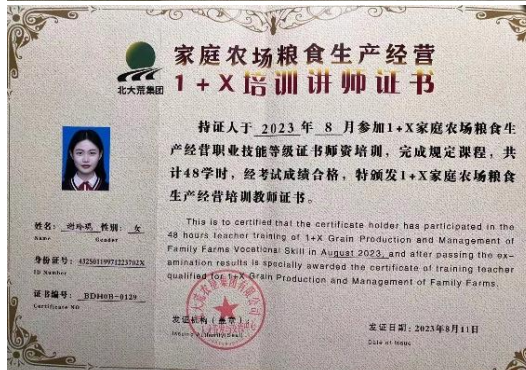 家庭农场粮食生产经营
北大荒集团
1+X培训讲师证书
持证人于 2023 年 8 月参加1+X家庭农场粮食生
产经营职业技能等级证书师资培训，完成规定课程，共
计48学时，经考试成绩合格，特颁发1+X家庭农场粮食
生产经营培训教师证书。
姓名： 性别： 女
Name Gender
身份证号：
ID Number
证书编号： BDH0B-0129
Certificate NO
This is to certified that the certificate holder has participated in the
48 hours teacher training of 1+X Grain Production and Management of
Family Farms Vocational Skill in August 2023, and after passing the ex-
amination results is specially awarded the certificate of training teacher
qualified for 1+X Grain Production and Management of Family Farms.
发证机构（盖章）：
发证日期：2023年8月11日
Date of Issue